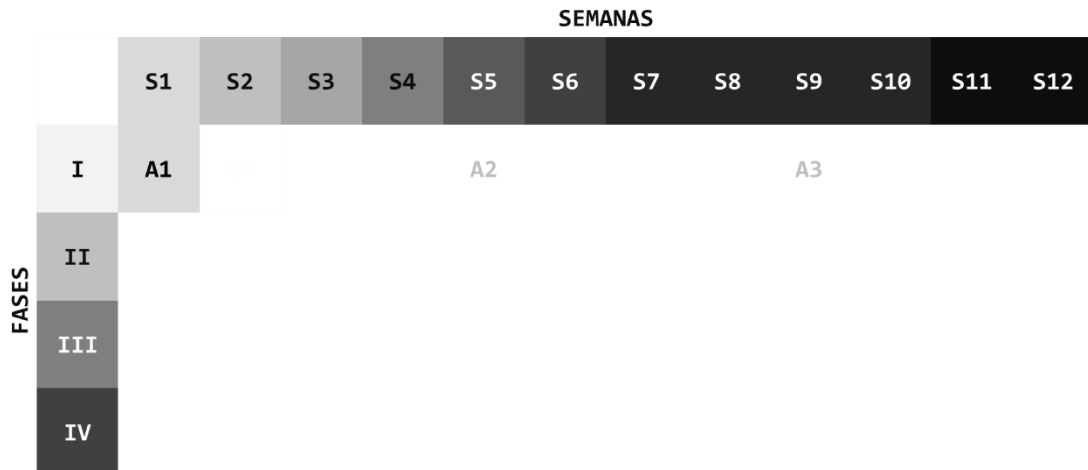 SEMANAS
S1 S2 S3 S4 S5 S6 S7 S8 S9 S10 S11 S12
I A1 A2 A3
II
FASES
III
IV